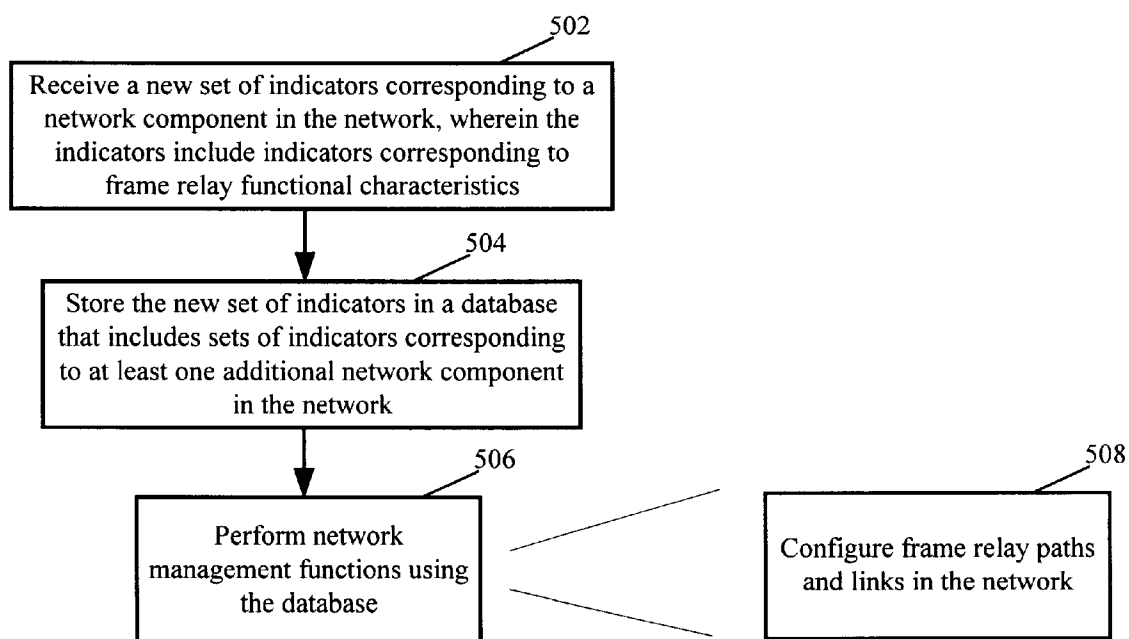 502
Receive a new set of indicators corresponding to a
network component in the network, wherein the
indicators include indicators corresponding to
frame relay functional characteristics
504
Store the new set of indicators in a database
that includes sets of indicators corresponding
to at least one additional network component
in the network
506
Perform network
management functions using
the database
508
Configure frame relay paths
and links in the network